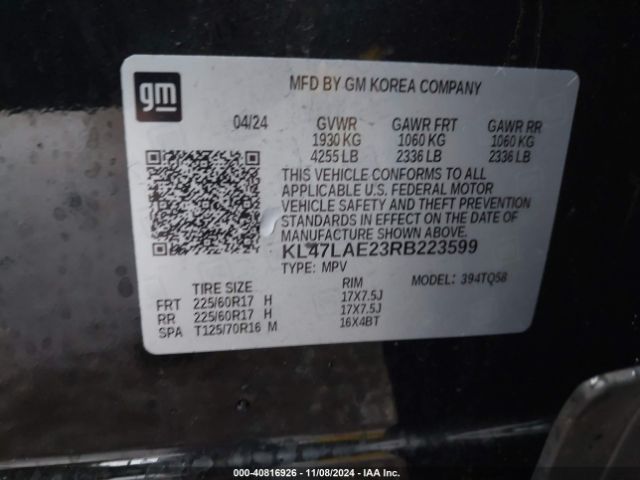 gm
MFD BY GM KOREA COMPANY
04/24 GVWR GAWR FRT GAWR RR
1930 KG 1060 KG 1060 KG
4255 LB 2336 LB 2336 LB
THIS VEHICLE CONFORMS TO ALL
APPLICABLE U.S. FEDERAL MOTOR
VEHICLE SAFETY AND THEFT PREVENTION
STANDARDS IN EFFECT ON THE DATE OF
MANUFACTURE SHOWN ABOVE.
KL47LAE23RB223599
TYPE: MPV MODEL: 394TQ58
TIRE SIZE RIM
FRT 225/60R17 H 17X7.5J
RR 225/60R17 H 17X7.5J
SPA T125/70R16 M 16X4BT
000-40816926 - 11/08/2024 - IAA Inc.